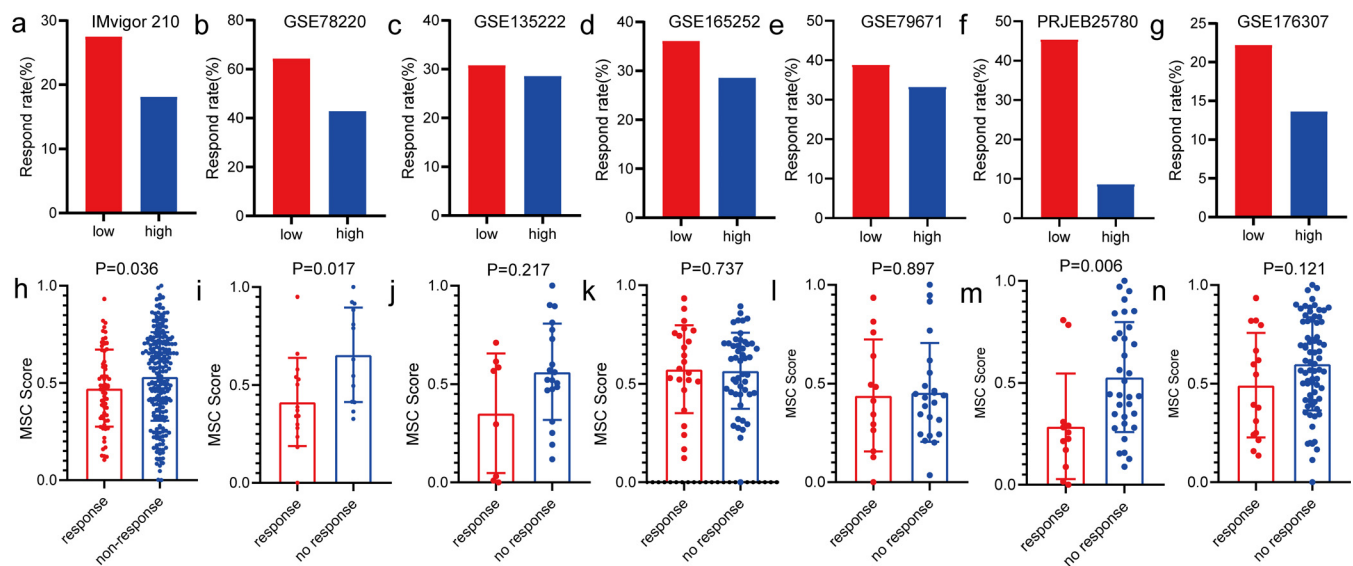 a
IMvigor 210
Respond rate(%)
30
20
10
0
low
high
b
GSE78220
Respond rate(%)
80
60
40
20
0
low
high
c
GSE135222
Respond rate(%)
40
30
20
10
0
low
high
d
GSE165252
Respond rate(%)
40
30
20
10
0
low
high
e
GSE79671
Respond rate(%)
50
40
30
20
10
0
low
high
f
PRJEB25780
Respond rate(%)
50
40
30
20
10
0
low
high
g
GSE176307
Respond rate(%)
25
20
15
10
5
0
low
high
h
P=0.036
MSC Score
1.0
0.5
0.0
response
non-response
i
P=0.017
MSC Score
1.0
0.5
0.0
response
no response
j
P=0.217
MSC Score
1.0
0.5
0.0
response
no response
k
P=0.737
MSC Score
1.0
0.5
0.0
response
no response
l
P=0.897
MSC Score
1.0
0.5
0.0
response
no response
m
P=0.006
MSC Score
1.0
0.5
0.0
response
no response
n
P=0.121
MSC Score
1.0
0.5
0.0
response
no response